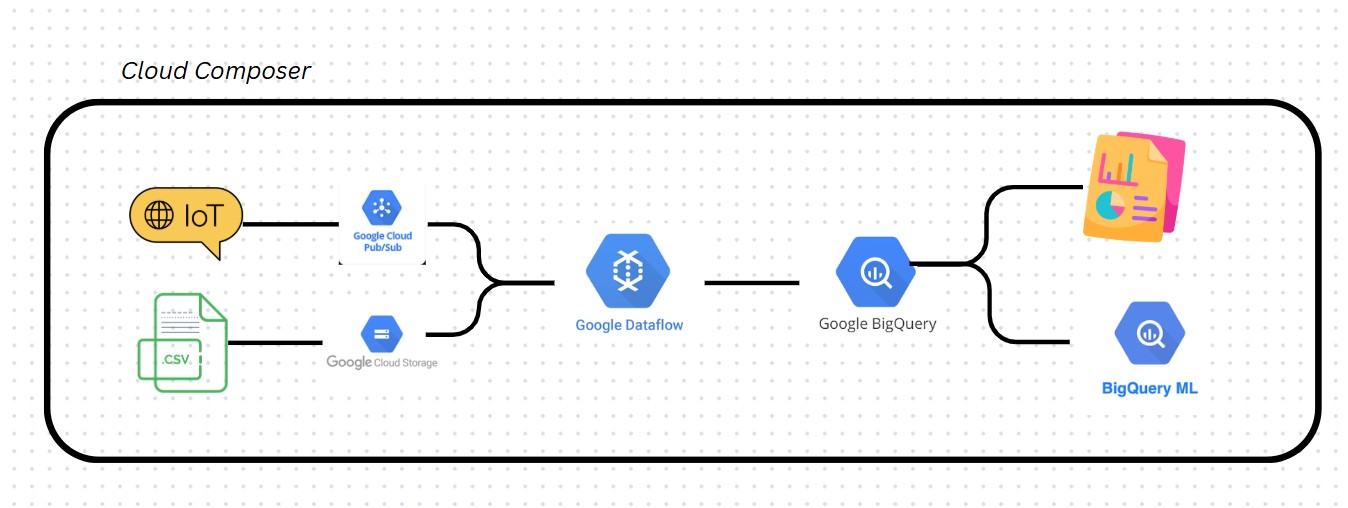 Cloud Composer
IoT
Google Cloud
Pub/Sub
.CSV
Google Cloud Storage
Google Dataflow
Google BigQuery
BigQuery ML